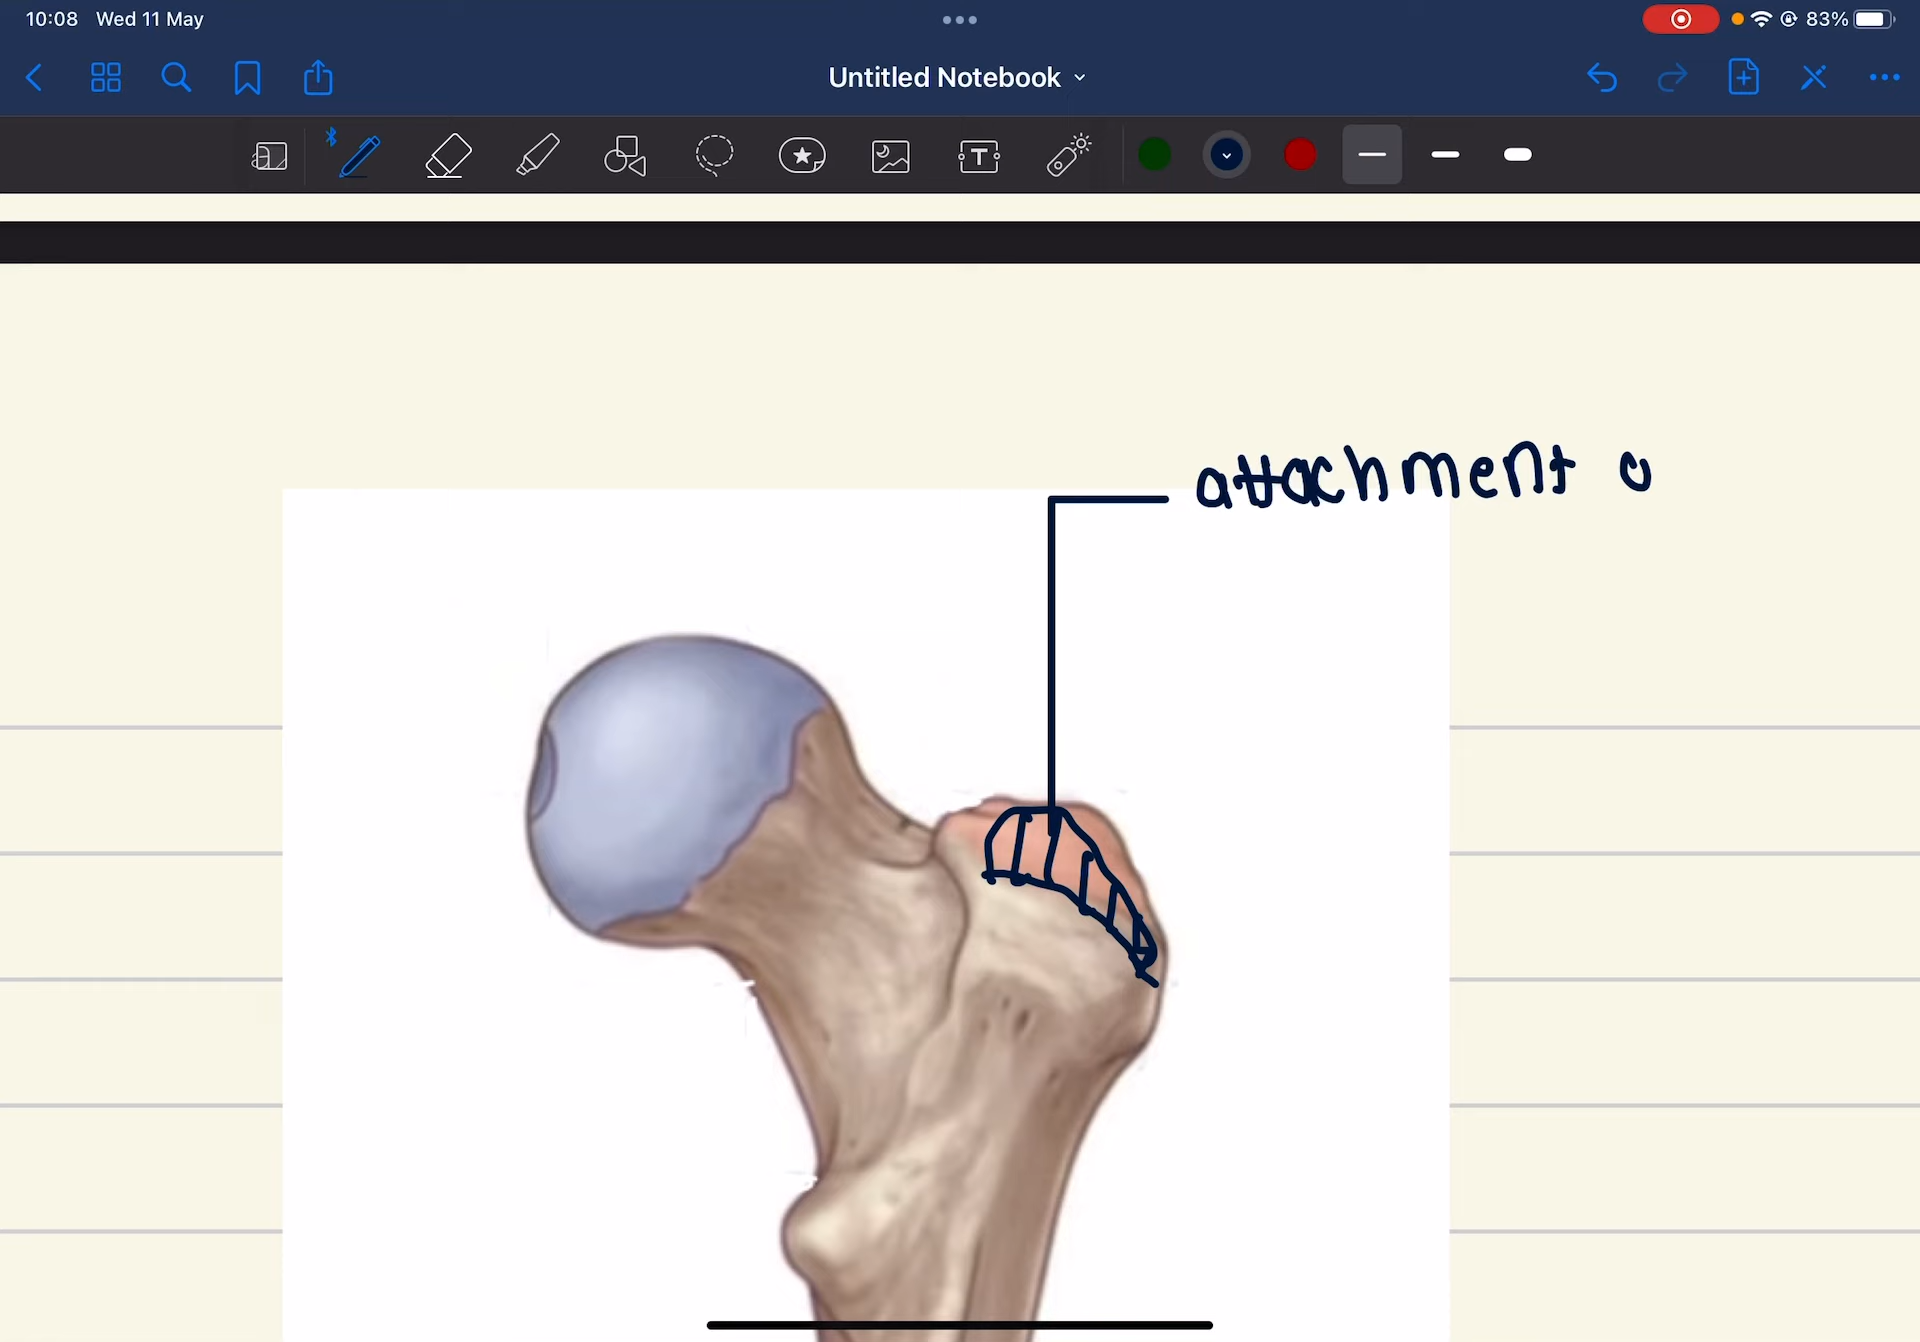 10:08 Wed 11 May
83%
Untitled Notebook
T
attachment o